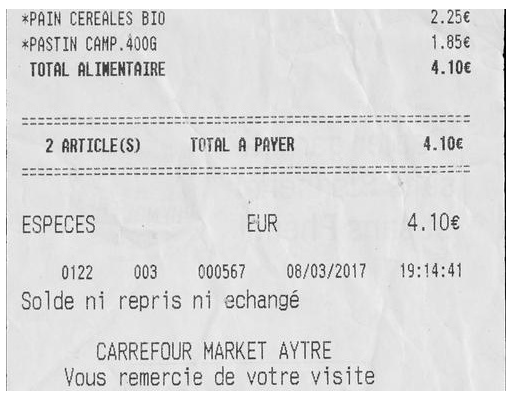 *PAIN CEREALES BIO 2.25€
*PASTIN CAMP.400G 1.85€
TOTAL ALIMENTAIRE 4.10€
================================================
2 ARTICLE(S) TOTAL A PAYER 4.10€
================================================
ESPECES EUR 4.10€
0122 003 000567 08/03/2017 19:14:41
Solde ni repris ni echangé
CARREFOUR MARKET AYTRE
Vous remercie de votre visite